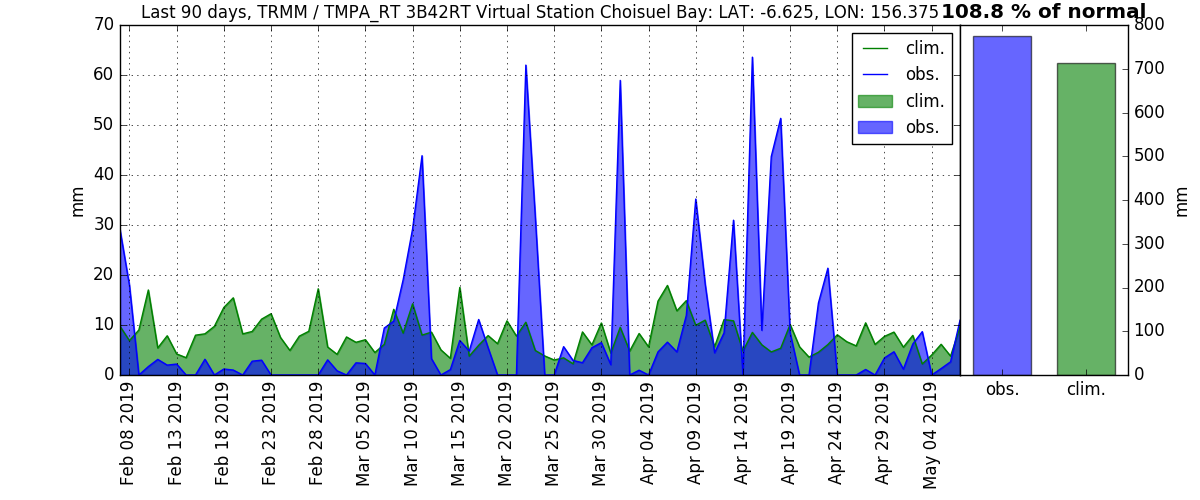 Last 90 days, TRMM / TMPA_RT 3B42RT Virtual Station Choisuel Bay: LAT: -6.625, LON: 156.375
108.8 % of normal
70
60
50
40
30
20
10
0
mm
clim.
obs.
clim.
obs.
Feb 08 2019
Feb 13 2019
Feb 18 2019
Feb 23 2019
Feb 28 2019
Mar 05 2019
Mar 10 2019
Mar 15 2019
Mar 20 2019
Mar 25 2019
Mar 30 2019
Apr 04 2019
Apr 09 2019
Apr 14 2019
Apr 19 2019
Apr 24 2019
Apr 29 2019
May 04 2019
800
700
600
500
400
300
200
100
0
mm
obs.
clim.